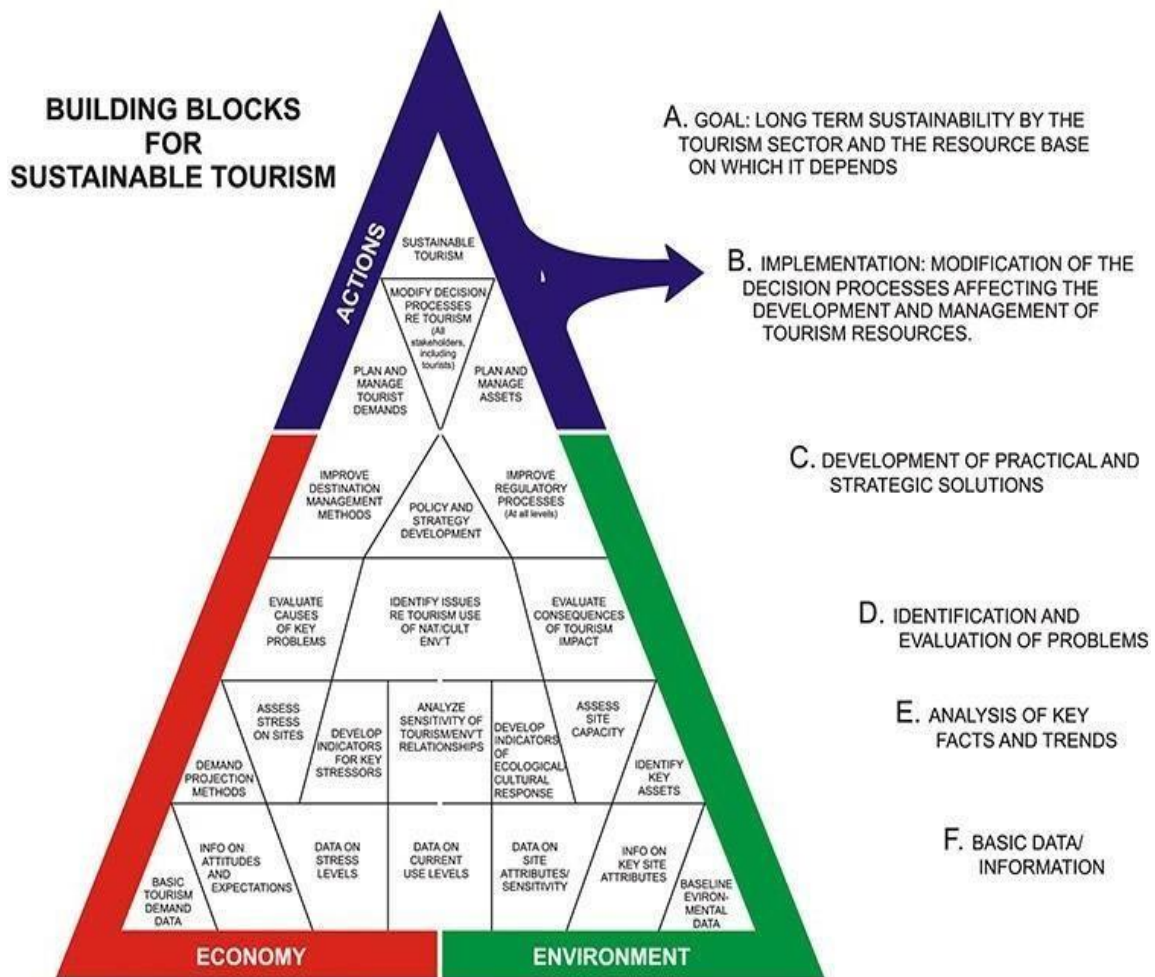 BUILDING BLOCKS
FOR
SUSTAINABLE TOURISM
A. GOAL: LONG TERM SUSTAINABILITY BY THE
TOURISM SECTOR AND THE RESOURCE BASE
ON WHICH IT DEPENDS
ACTIONS
SUSTAINABLE
TOURISM
B. IMPLEMENTATION: MODIFICATION OF THE
DECISION PROCESSES AFFECTING THE
DEVELOPMENT AND MANAGEMENT OF
TOURISM RESOURCES.
MODIFY DECISION
PROCESSES
RE TOURISM
(All
stakeholders,
including
tourists)
PLAN AND
MANAGE
TOURIST
DEMANDS
PLAN AND
MANAGE
ASSETS
C. DEVELOPMENT OF PRACTICAL AND
STRATEGIC SOLUTIONS
IMPROVE
DESTINATION
MANAGEMENT
METHODS
POLICY AND
STRATEGY
DEVELOPMENT
IMPROVE
REGULATORY
PROCESSES
(At all levels)
D. IDENTIFICATION AND
EVALUATION OF PROBLEMS
EVALUATE
CAUSES
OF KEY
PROBLEMS
IDENTIFY ISSUES
RE TOURISM USE
OF NAT/CULT
ENV'T
EVALUATE
CONSEQUENCES
OF TOURISM
IMPACT
E. ANALYSIS OF KEY
FACTS AND TRENDS
DEMAND
PROJECTION
METHODS
ASSESS
STRESS
ON SITES
DEVELOP
INDICATORS
FOR KEY
STRESSORS
ANALYZE
SENSITIVITY OF
TOURISM/ENV'T
RELATIONSHIPS
DEVELOP
INDICATORS
OF
ECOLOGICAL/
CULTURAL
RESPONSE
ASSESS
SITE
CAPACITY
IDENTIFY
KEY
ASSETS
F. BASIC DATA/
INFORMATION
BASIC
TOURISM
DEMAND
DATA
INFO ON
ATTITUDES
AND
EXPECTATIONS
DATA ON
STRESS
LEVELS
DATA ON
CURRENT
USE LEVELS
DATA ON
SITE
ATTRIBUTES/
SENSITIVITY
INFO ON
KEY SITE
ATTRIBUTES
BASELINE
EVIRON-
MENTAL
DATA
ECONOMY
ENVIRONMENT